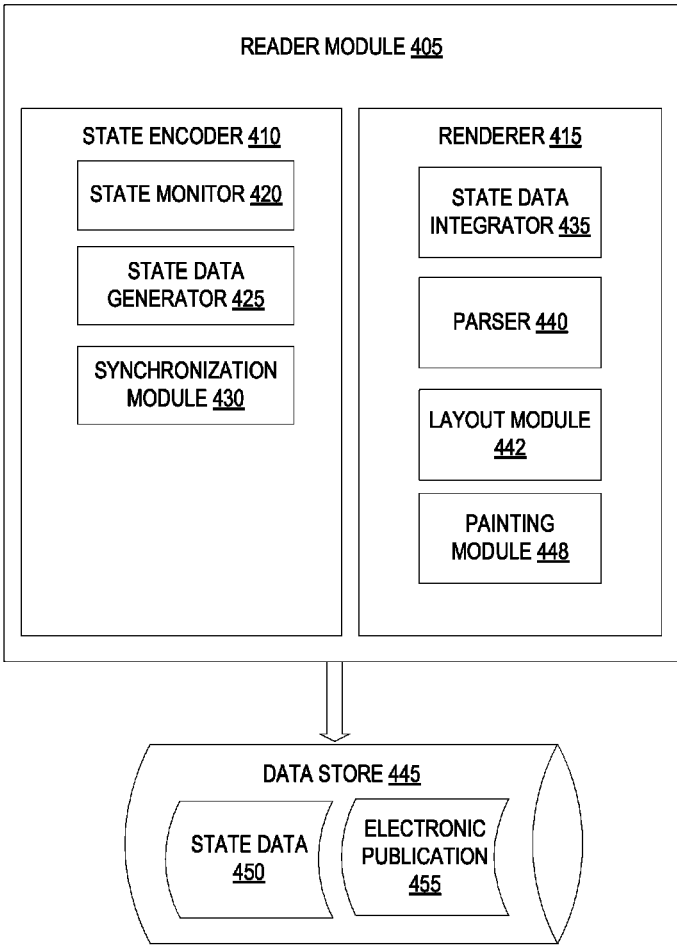 READER MODULE 405
STATE ENCODER 410
STATE MONITOR 420
STATE DATA
GENERATOR 425
SYNCHRONIZATION
MODULE 430
RENDERER 415
STATE DATA
INTEGRATOR 435
PARSER 440
LAYOUT MODULE
442
PAINTING
MODULE 448
DATA STORE 445
STATE DATA
450
ELECTRONIC
PUBLICATION
455